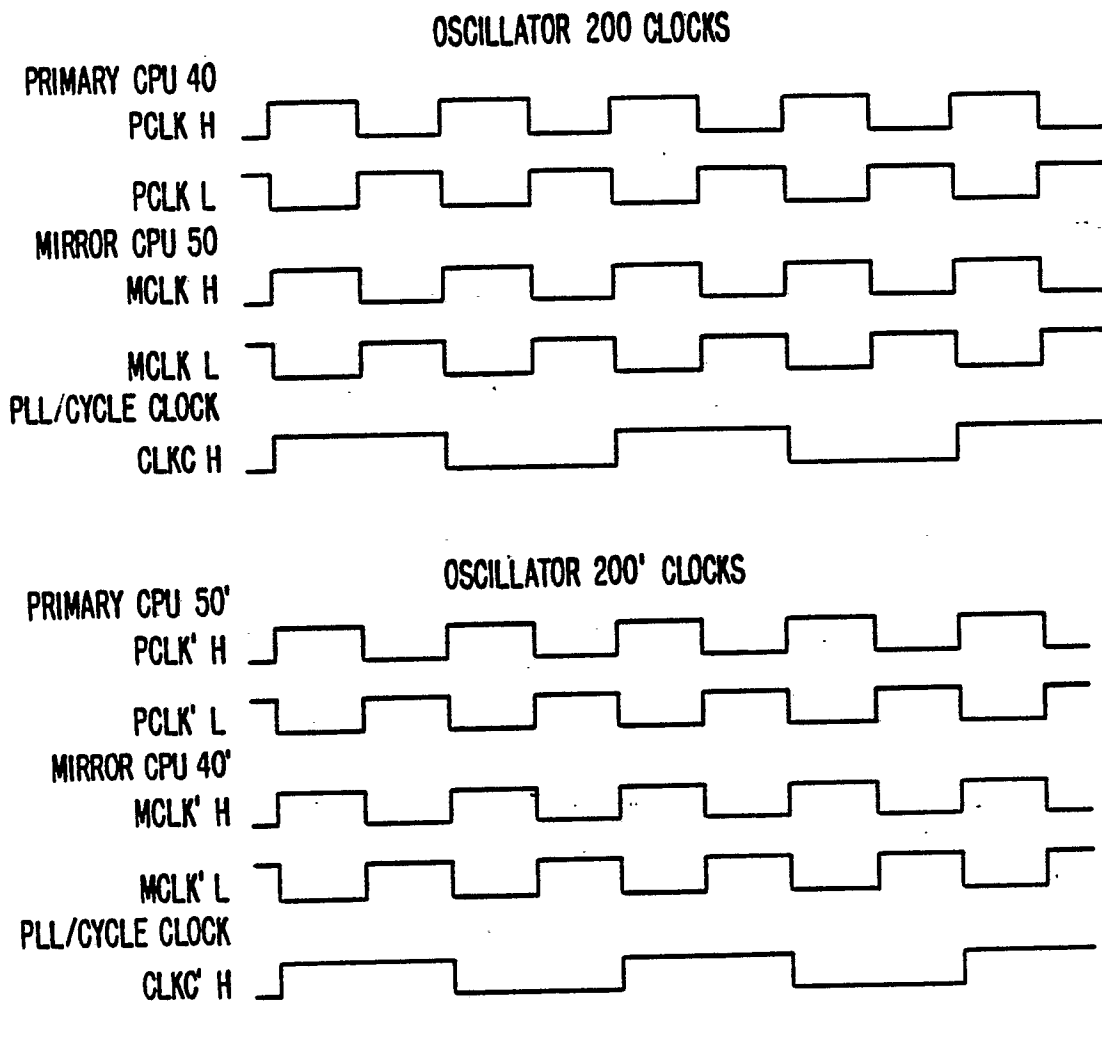 OSCILLATOR 200 CLOCKS
PRIMARY CPU 40
PCLK H
PCLK L
MIRROR CPU 50
MCLK H
MCLK L
PLL/CYCLE CLOCK
CLKC H
OSCILLATOR 200' CLOCKS
PRIMARY CPU 50'
PCLK' H
PCLK' L
MIRROR CPU 40'
MCLK' H
MCLK' L
PLL/CYCLE CLOCK
CLKC' H